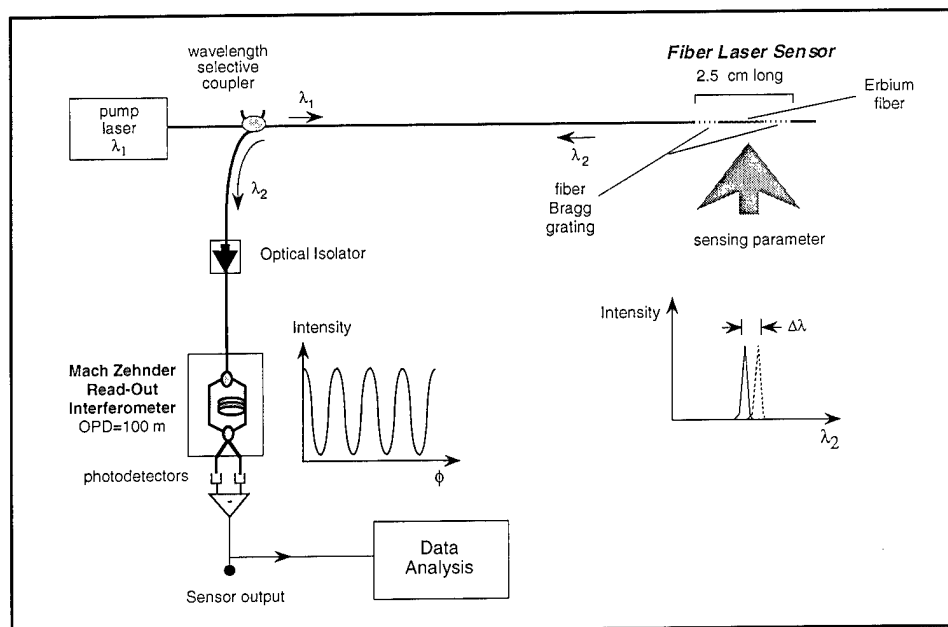 wavelength
selective
coupler
Fiber Laser Sensor
2.5 cm long
Erbium
fiber
pump
laser
λ1
λ1
λ2
λ2
fiber
Bragg
grating
sensing parameter
Optical Isolator
Intensity
Δλ
λ2
Intensity
φ
Mach Zehnder
Read-Out
Interferometer
OPD=100 m
photodetectors
-
Data
Analysis
Sensor output